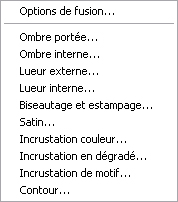 Options de fusion...
Ombre portée...
Ombre interne...
Lueur externe...
Lueur interne...
Biseautage et estampage...
Satin...
Incrustation couleur...
Incrustation en dégradé...
Incrustation de motif...
Contour...